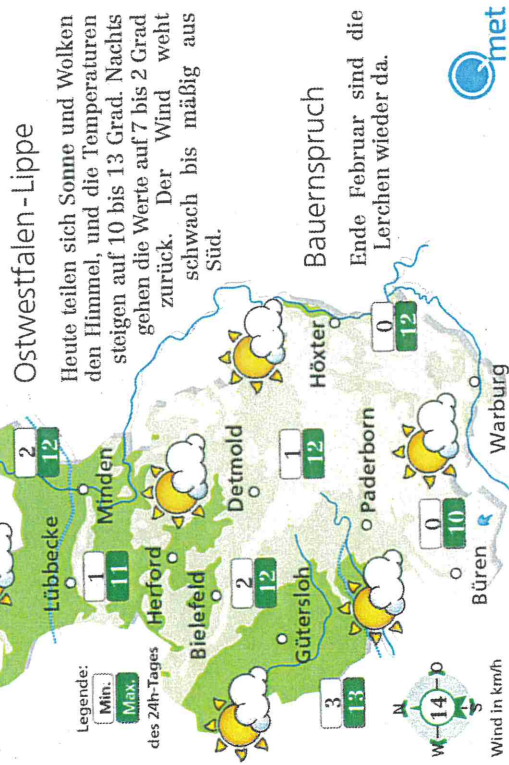 Ostwestfalen-Lippe
Heute teilen sich Sonne und Wolken
den Himmel, und die Temperaturen
steigen auf 10 bis 13 Grad. Nachts
gehen die Werte auf 7 bis 2 Grad
zurück. Der Wind weht
schwach bis mäßig aus
Süd.
Bauernspruch
Ende Februar sind die
Lerchen wieder da.
Qmet
2
12
Lübbecke
Minden
1
11
Legende:
Min.
Max.
des 24h-Tages
Herford
Bielefeld
2
12
Detmold
1
12
Höxter
0
12
Gütersloh
3
13
Paderborn
0
10
Büren
Warburg
N
W 14 O
S
Wind in km/h